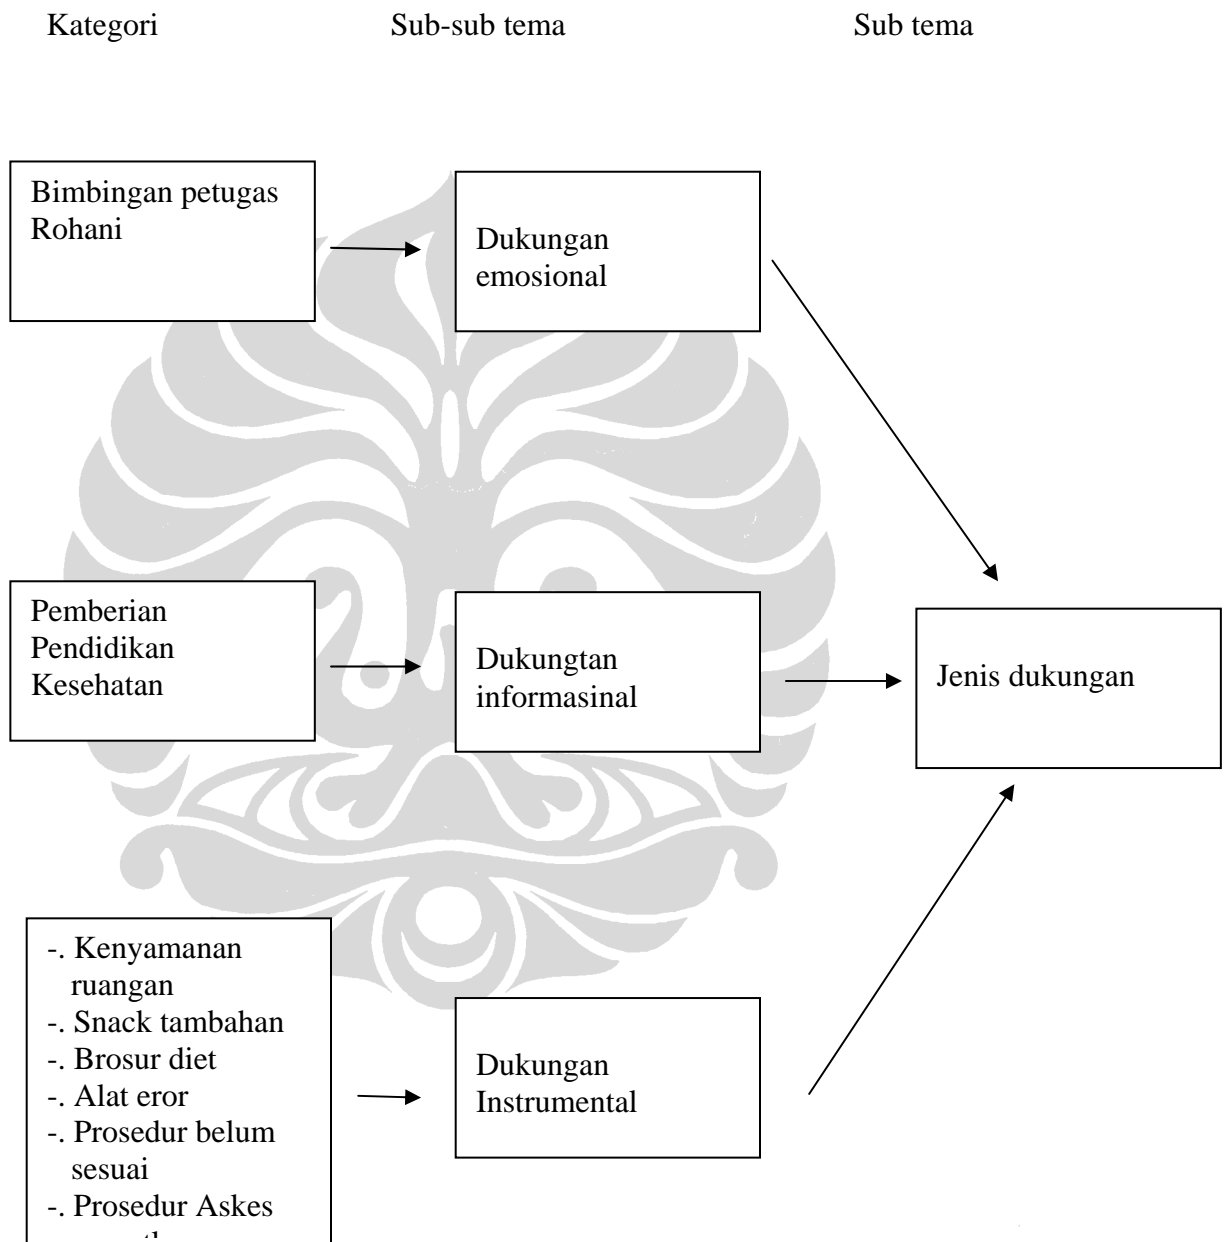 Kategori Sub-sub tema Sub tema
Bimbingan petugas
Rohani
Dukungan
emosional
Pemberian
Pendidikan
Kesehatan
Dukungtan
informasinal
Jenis dukungan
-. Kenyamanan
ruangan
-. Snack tambahan
-. Brosur diet
-. Alat eror
-. Prosedur belum
sesuai
-. Prosedur Askes
Dukungan
Instrumental